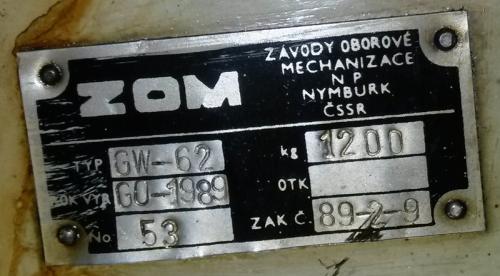 ZOM
ZÁVODY OBOROVÉ
MECHANIZACE
N P
NYMBURK
ČSSR
TYP GW-62
ROK VÝR GO-1989
No 53
kg 1200
OTK
ZAK Č. 89-2-9